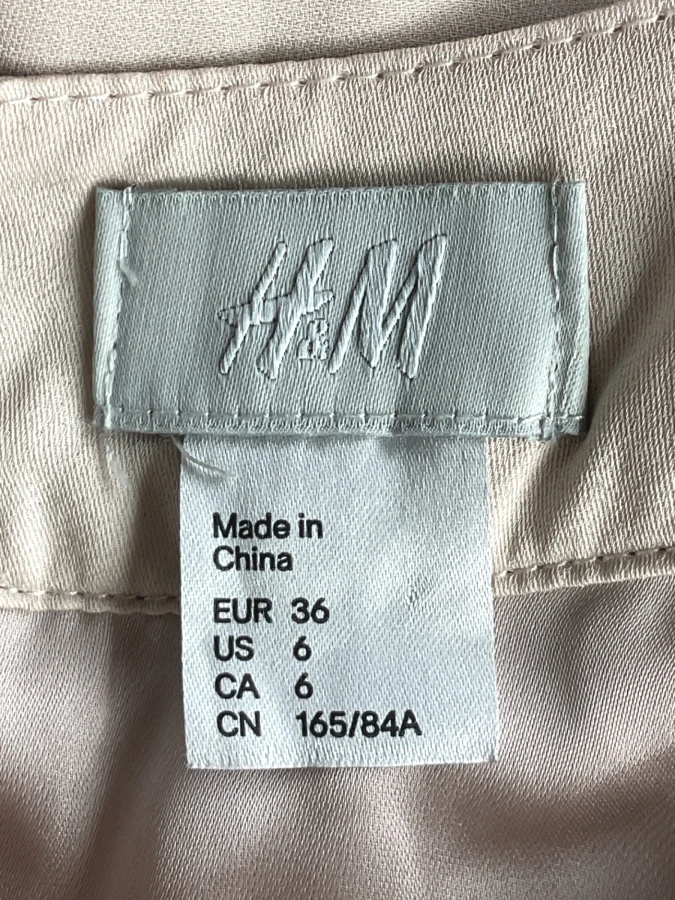 H&M
Made in
China
EUR 36
US 6
CA 6
CN 165/84A